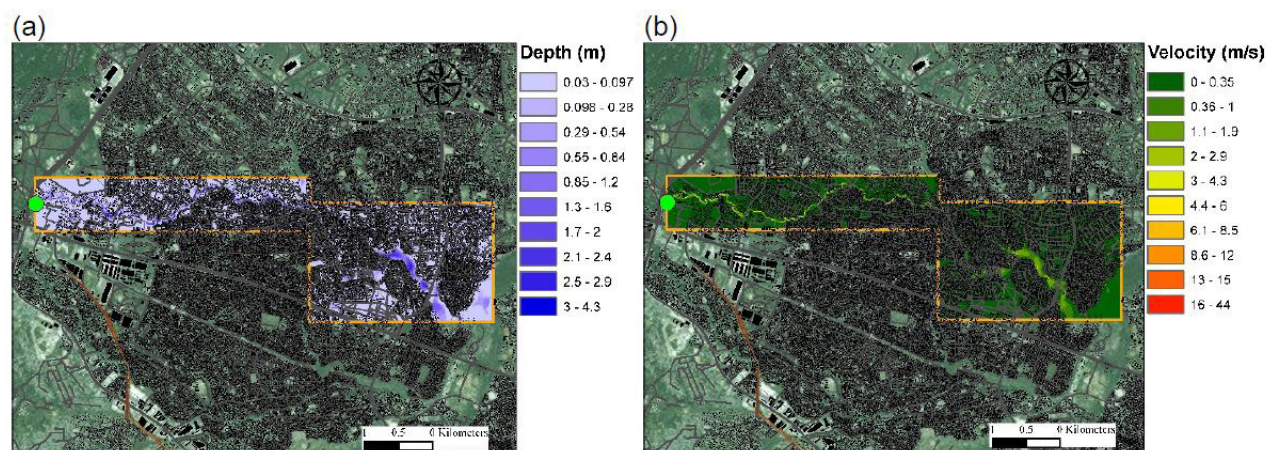 (a)
Depth (m)
0.03 - 0.097
0.098 - 0.28
0.29 - 0.54
0.55 - 0.84
0.85 - 1.2
1.3 - 1.6
1.7 - 2
2.1 - 2.4
2.5 - 2.9
3 - 4.3
1 0.5 0 Kilometers
(b)
Velocity (m/s)
0 - 0.35
0.36 - 1
1.1 - 1.9
2 - 2.9
3 - 4.3
4.4 - 6
6.1 - 8.5
8.6 - 12
13 - 15
16 - 44
1 0.5 0 Kilometers